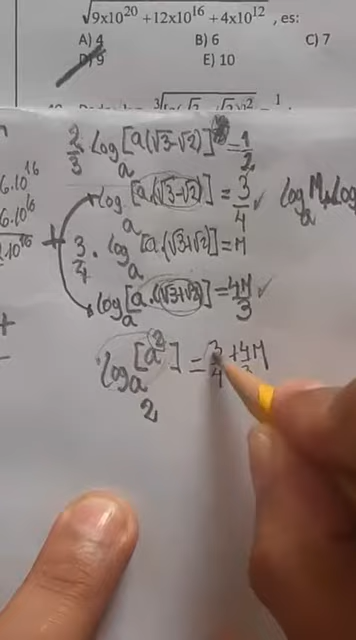 √9x10²⁰ + 12x10¹⁶ + 4x10¹² , es:
A) 4 B) 6 C) 7
D) 9 E) 10
2/3 · log_a [a(√3-√2)] = 1/2
6.10¹⁶
log_a [a(√3-√2)] = 3/4 ✓ log_a M + log
6.10¹⁶
3/4 · log_a [a.(√3+√2)] = M
log_a [a.(√3+√2)] = 4M/3 ✓
log_a [a²] = 3/4 + 4M/3
2